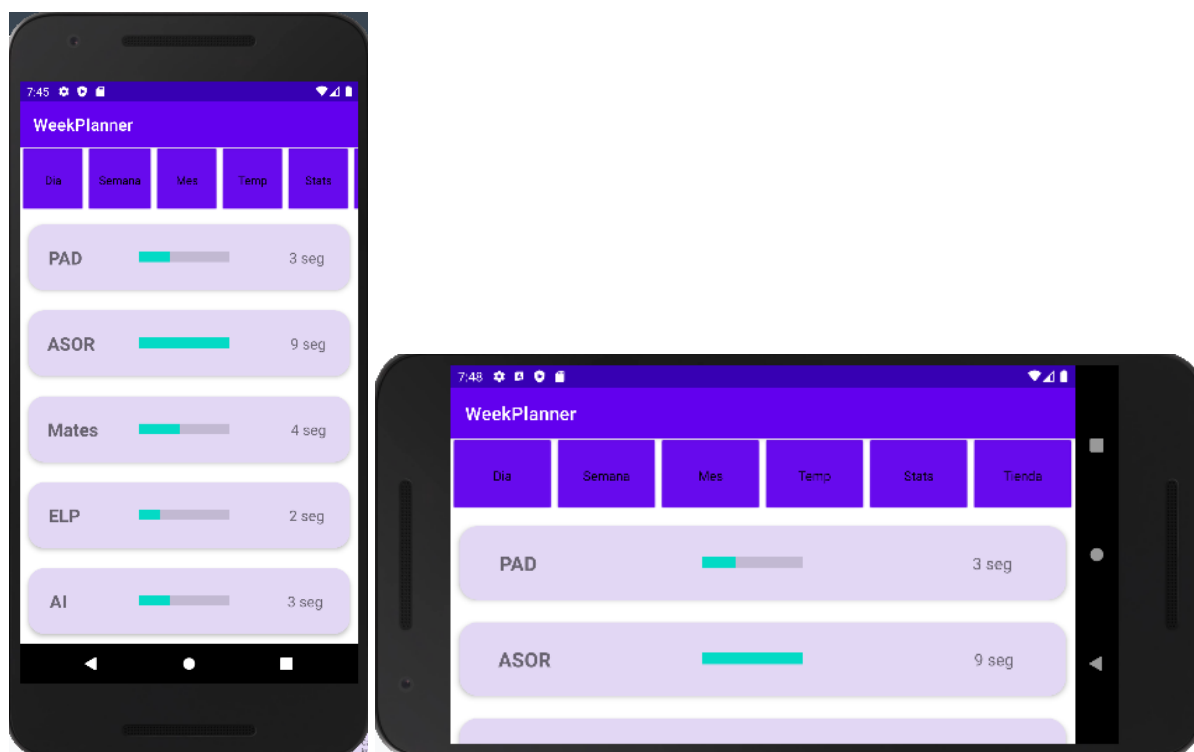 7:45
WeekPlanner
Dia Semana Mes Temp Stats
PAD 3 seg
ASOR 9 seg
Mates 4 seg
ELP 2 seg
AI 3 seg
7:48
WeekPlanner
Dia Semana Mes Temp Stats Tienda
PAD 3 seg
ASOR 9 seg